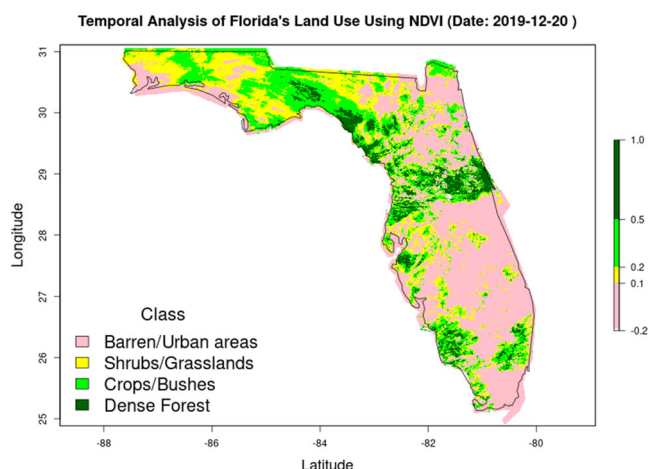 Temporal Analysis of Florida's Land Use Using NDVI (Date: 2019-12-20 )
31
30
29
28
27
26
25
Longitude
-88
-86
-84
-82
-80
Latitude
Class
Barren/Urban areas
Shrubs/Grasslands
Crops/Bushes
Dense Forest
1.0
0.5
0.2
0.1
-0.2